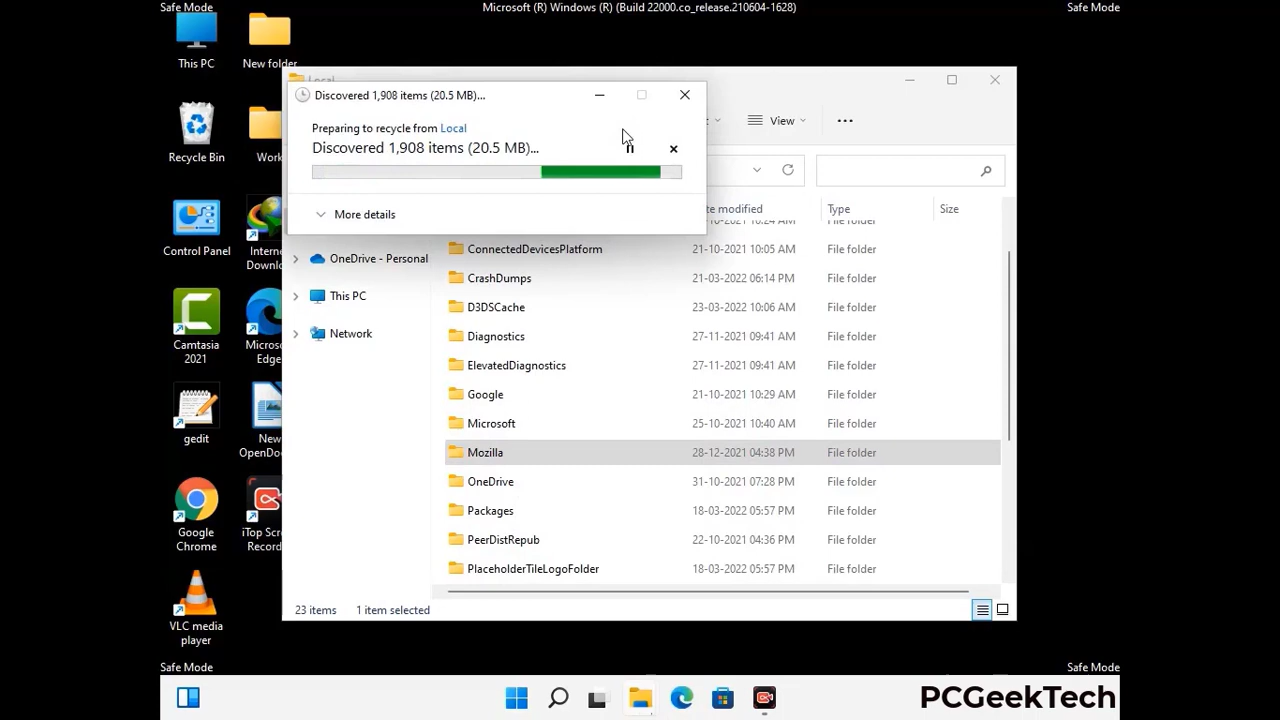 Safe Mode
Microsoft (R) Windows (R) (Build 22000.co_release.210604-1628)
Safe Mode
This PC
New folder
Recycle Bin
Work
Control Panel
Camtasia
2021
Edge
gedit
New
Google
Chrome
VLC media
player
Local
Discovered 1,908 items (20.5 MB)...
Preparing to recycle from Local
Discovered 1,908 items (20.5 MB)...
More details
View
Type
Size
File folder
OneDrive - Personal
This PC
Network
ConnectedDevicesPlatform 21-10-2021 10:05 AM File folder
CrashDumps 21-03-2022 06:14 PM File folder
D3DSCache 23-03-2022 10:06 AM File folder
Diagnostics 27-11-2021 09:41 AM File folder
ElevatedDiagnostics 27-11-2021 09:41 AM File folder
Google 21-10-2021 10:29 AM File folder
Microsoft 25-10-2021 10:40 AM File folder
Mozilla 28-12-2021 04:38 PM File folder
OneDrive 31-10-2021 07:28 PM File folder
Packages 18-03-2022 05:57 PM File folder
PeerDistRepub 22-10-2021 04:36 PM File folder
PlaceholderTileLogoFolder 18-03-2022 05:57 PM File folder
23 items 1 item selected
Safe Mode
Safe Mode
PCGeekTech